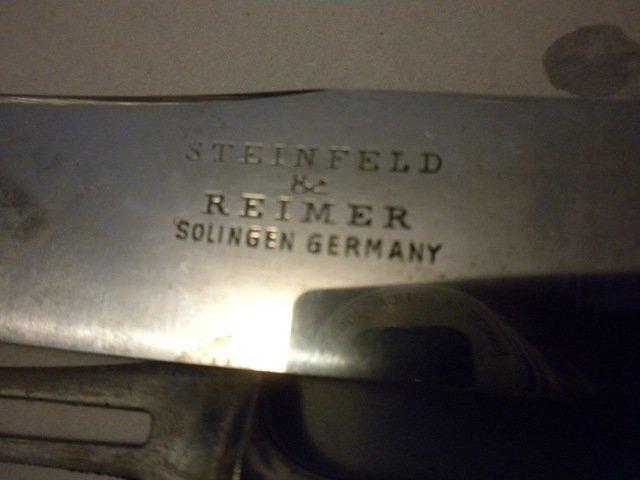 STEINFELD
&
REIMER
SOLINGEN GERMANY